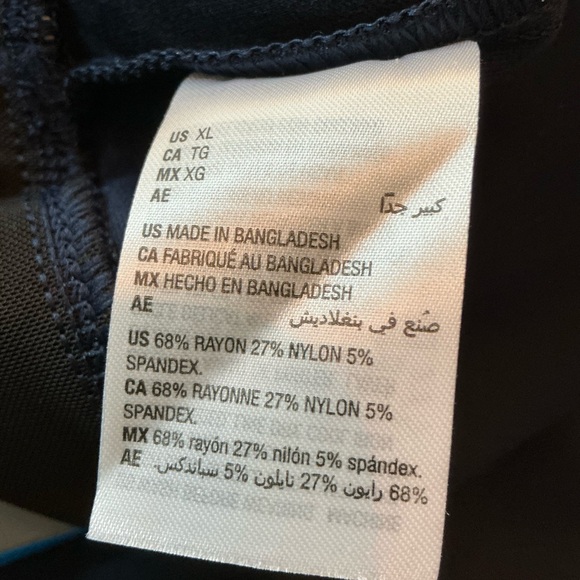 US XL
CA TG
MX XG
AE كبير جدًا
US MADE IN BANGLADESH
CA FABRIQUÉ AU BANGLADESH
MX HECHO EN BANGLADESH
AE صُنع في بنغلاديش
US 68% RAYON 27% NYLON 5%
SPANDEX.
CA 68% RAYONNE 27% NYLON 5%
SPANDEX.
MX 68% rayón 27% nilón 5% spándex.
AE 68% رايون 27% نايلون 5% سباندكس.